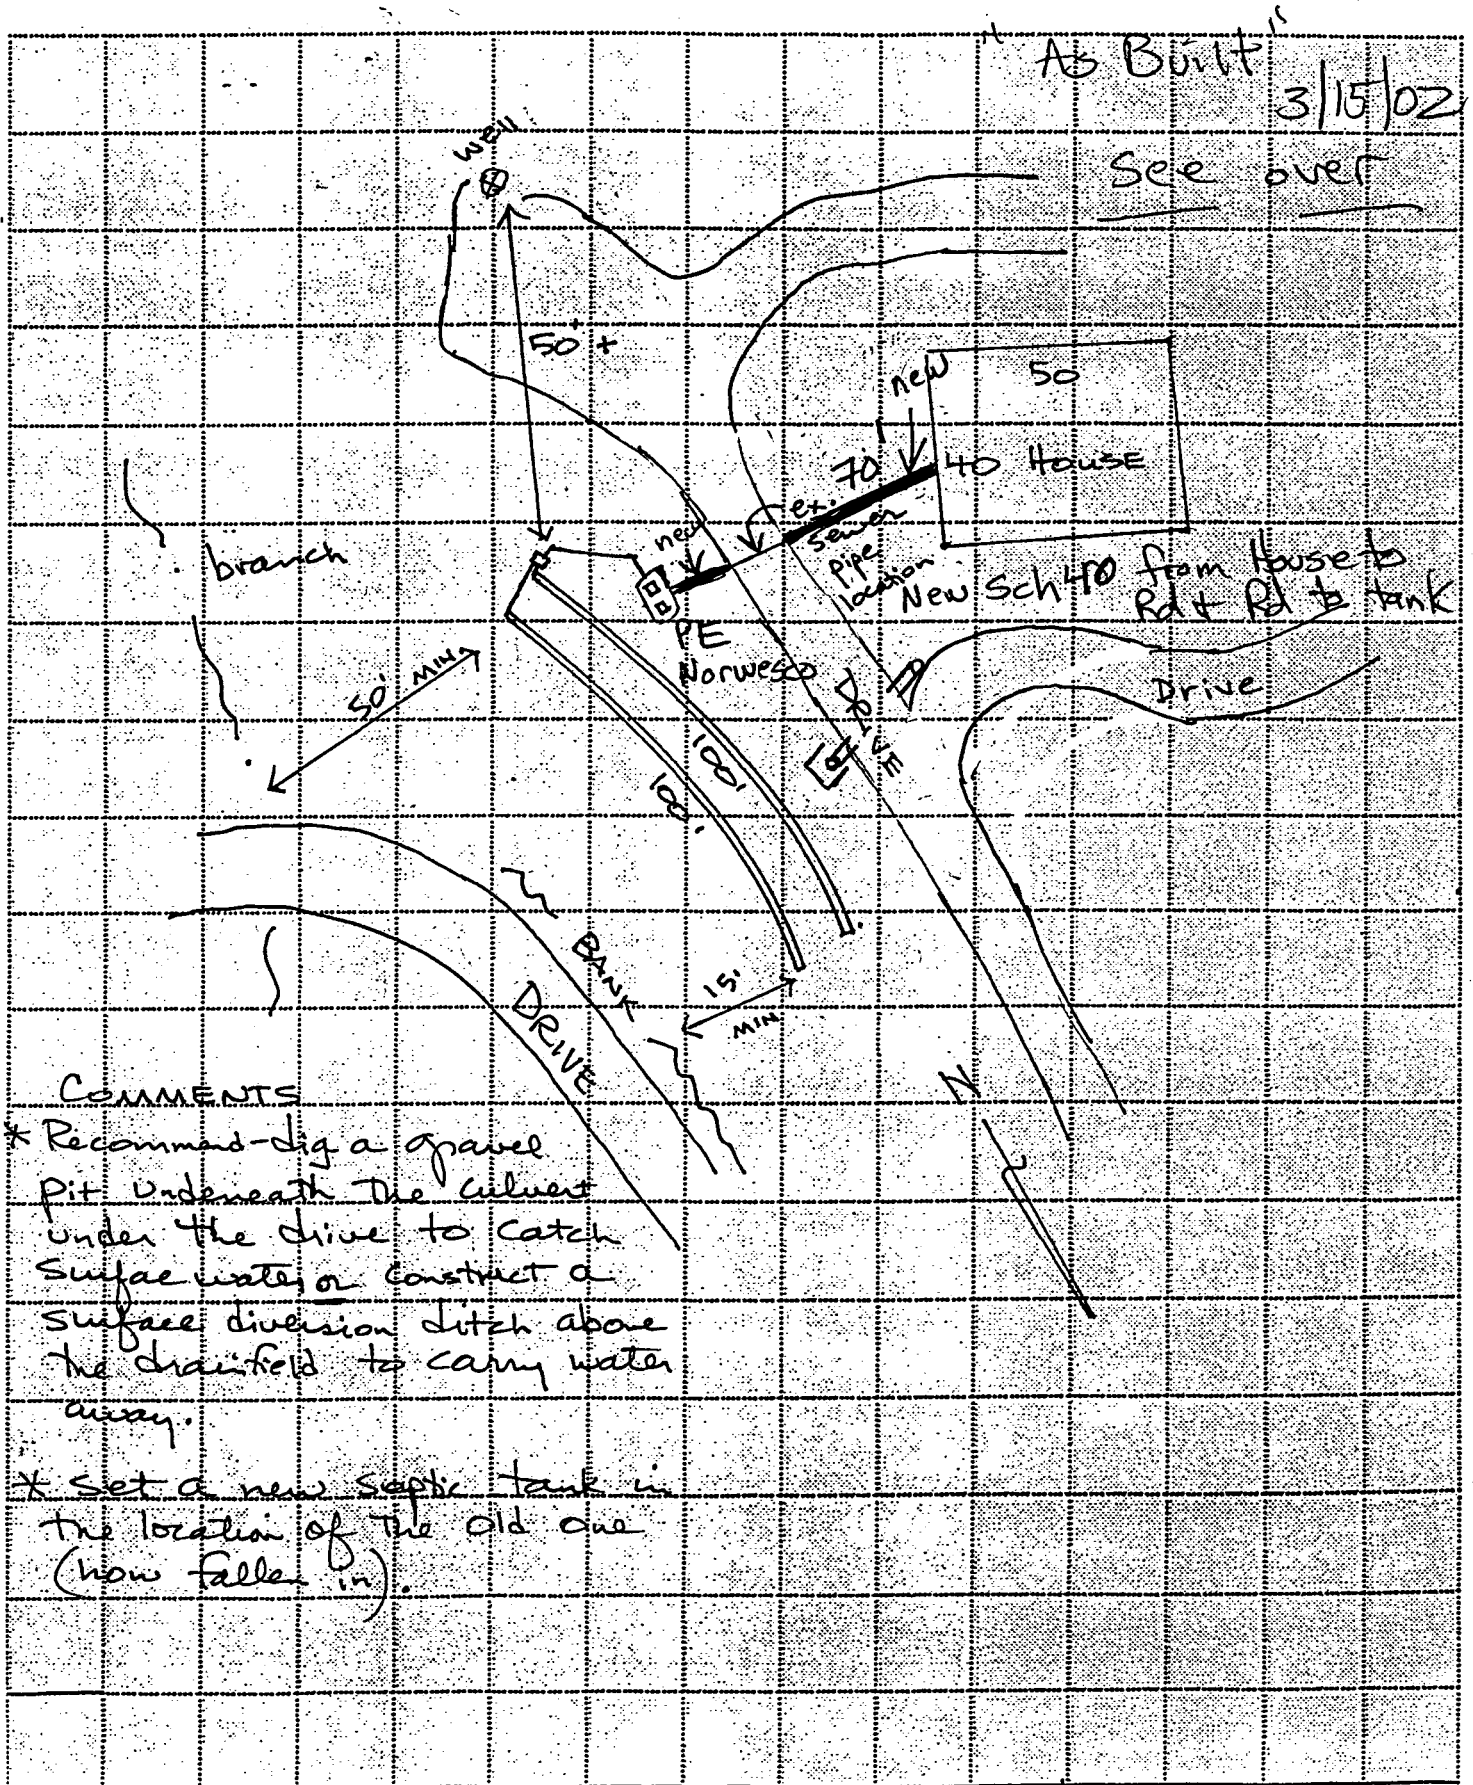 "As Built"
3/15/02
See over
well
50'+
new
50
70'
40 House
ex.
sewer
pipe
location
new
branch
New Sch 40 from House to
Rd & Rd to tank
PE
Norwesco
50' MIN.
DRIVE
Drive
100'
100'
BANK
15'
MIN
DRIVE
N
COMMENTS
* Recommend-dig a gravel
pit underneath the culvert
under the drive to catch
Surfae water or construct a
surface diversion ditch above
the drainfield to carry water
away.
* Set a new septic tank in
the location of the old one
(now fallen in).